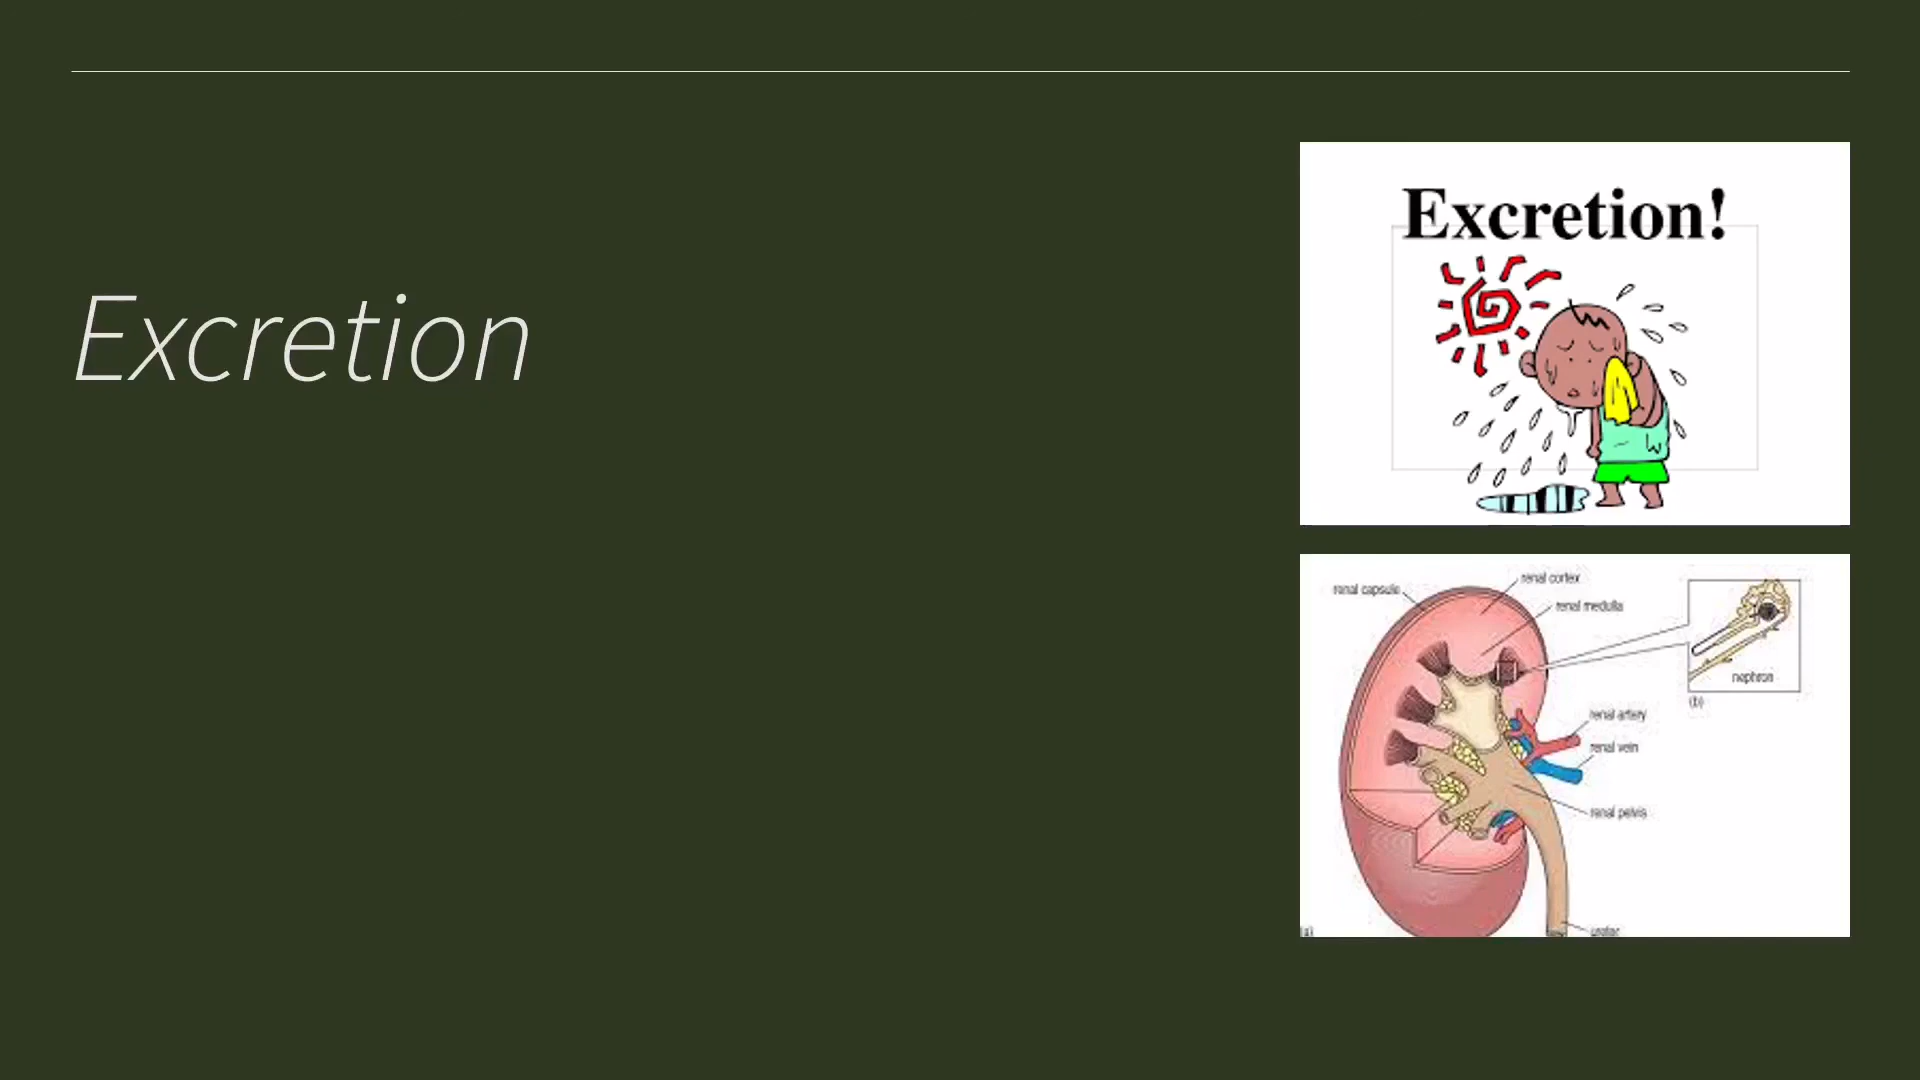 Excretion
Excretion!
renal cortex
renal capsule
renal medulla
nephron
(b)
renal artery
renal vein
renal pelvis
ureter
(a)